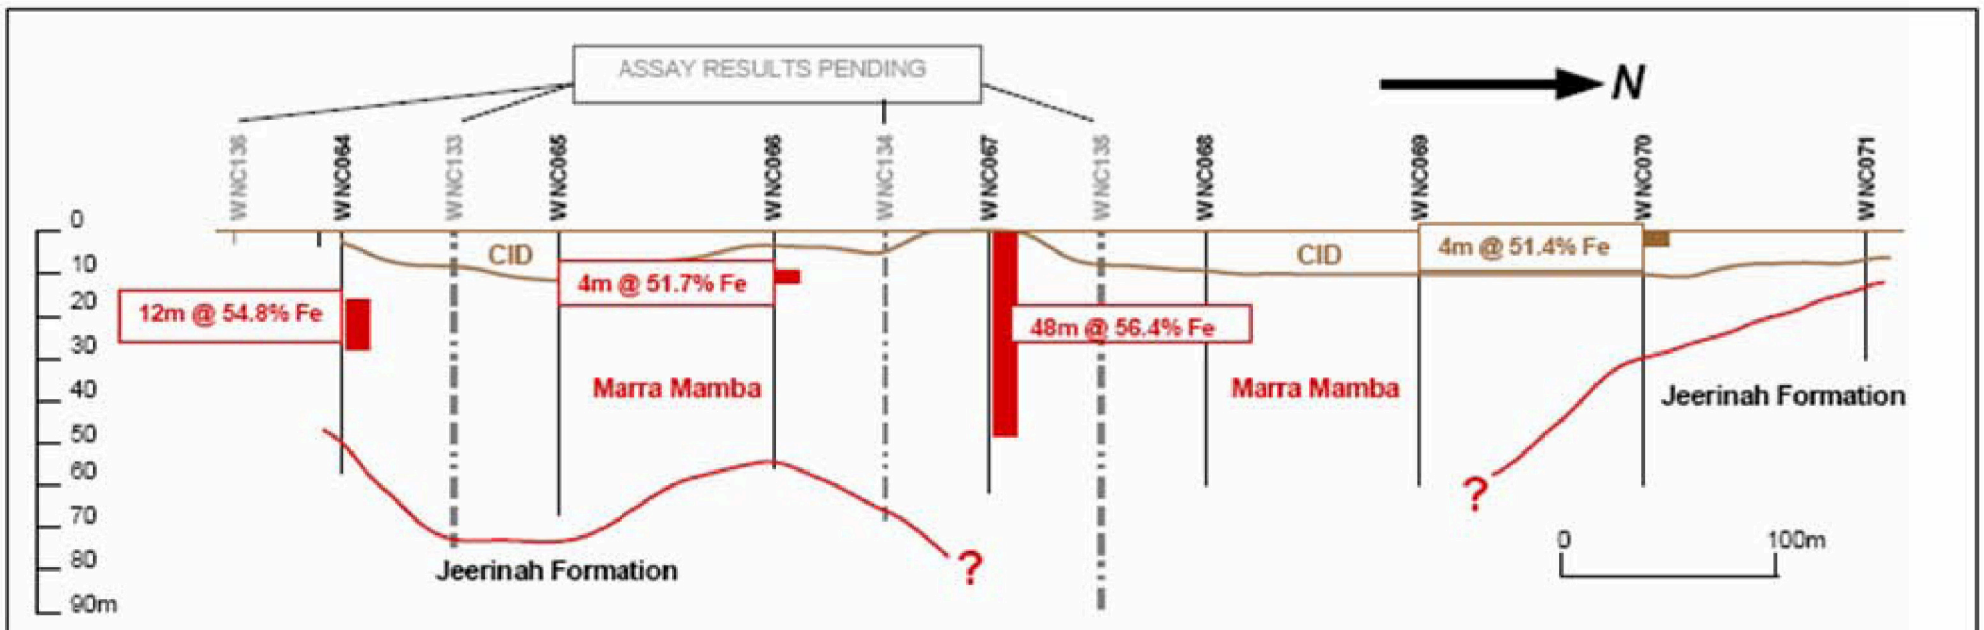 ASSAY RESULTS PENDING
N
WNC136
WNC064
WNC133
WNC065
WNC066
WNC134
WNC067
WNC135
WNC068
WNC069
WNC070
WNC071
0
10
20
30
40
50
60
70
80
90m
CID
CID
4m @ 51.4% Fe
4m @ 51.7% Fe
12m @ 54.8% Fe
48m @ 56.4% Fe
Marra Mamba
Marra Mamba
Jeerinah Formation
?
?
Jeerinah Formation
0 100m